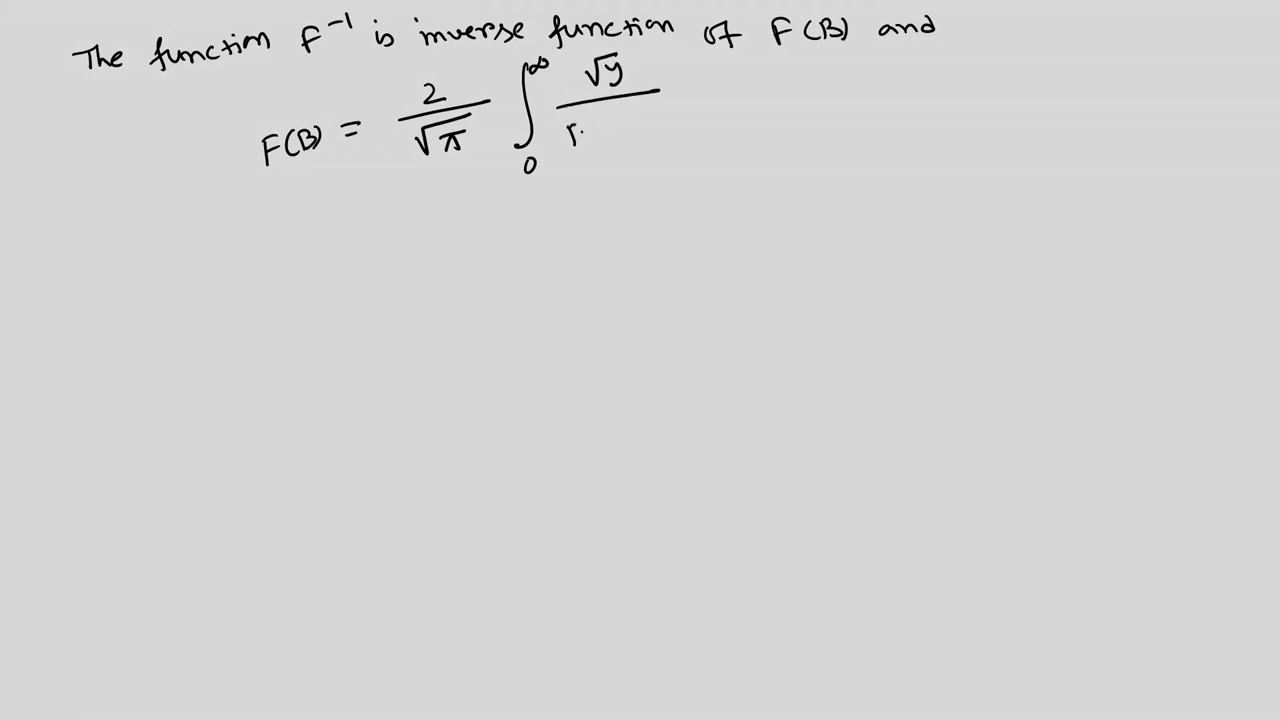 The function F⁻¹ is inverse function of F(B) and
F(B) = 2/√π ∫₀^∞ √y /